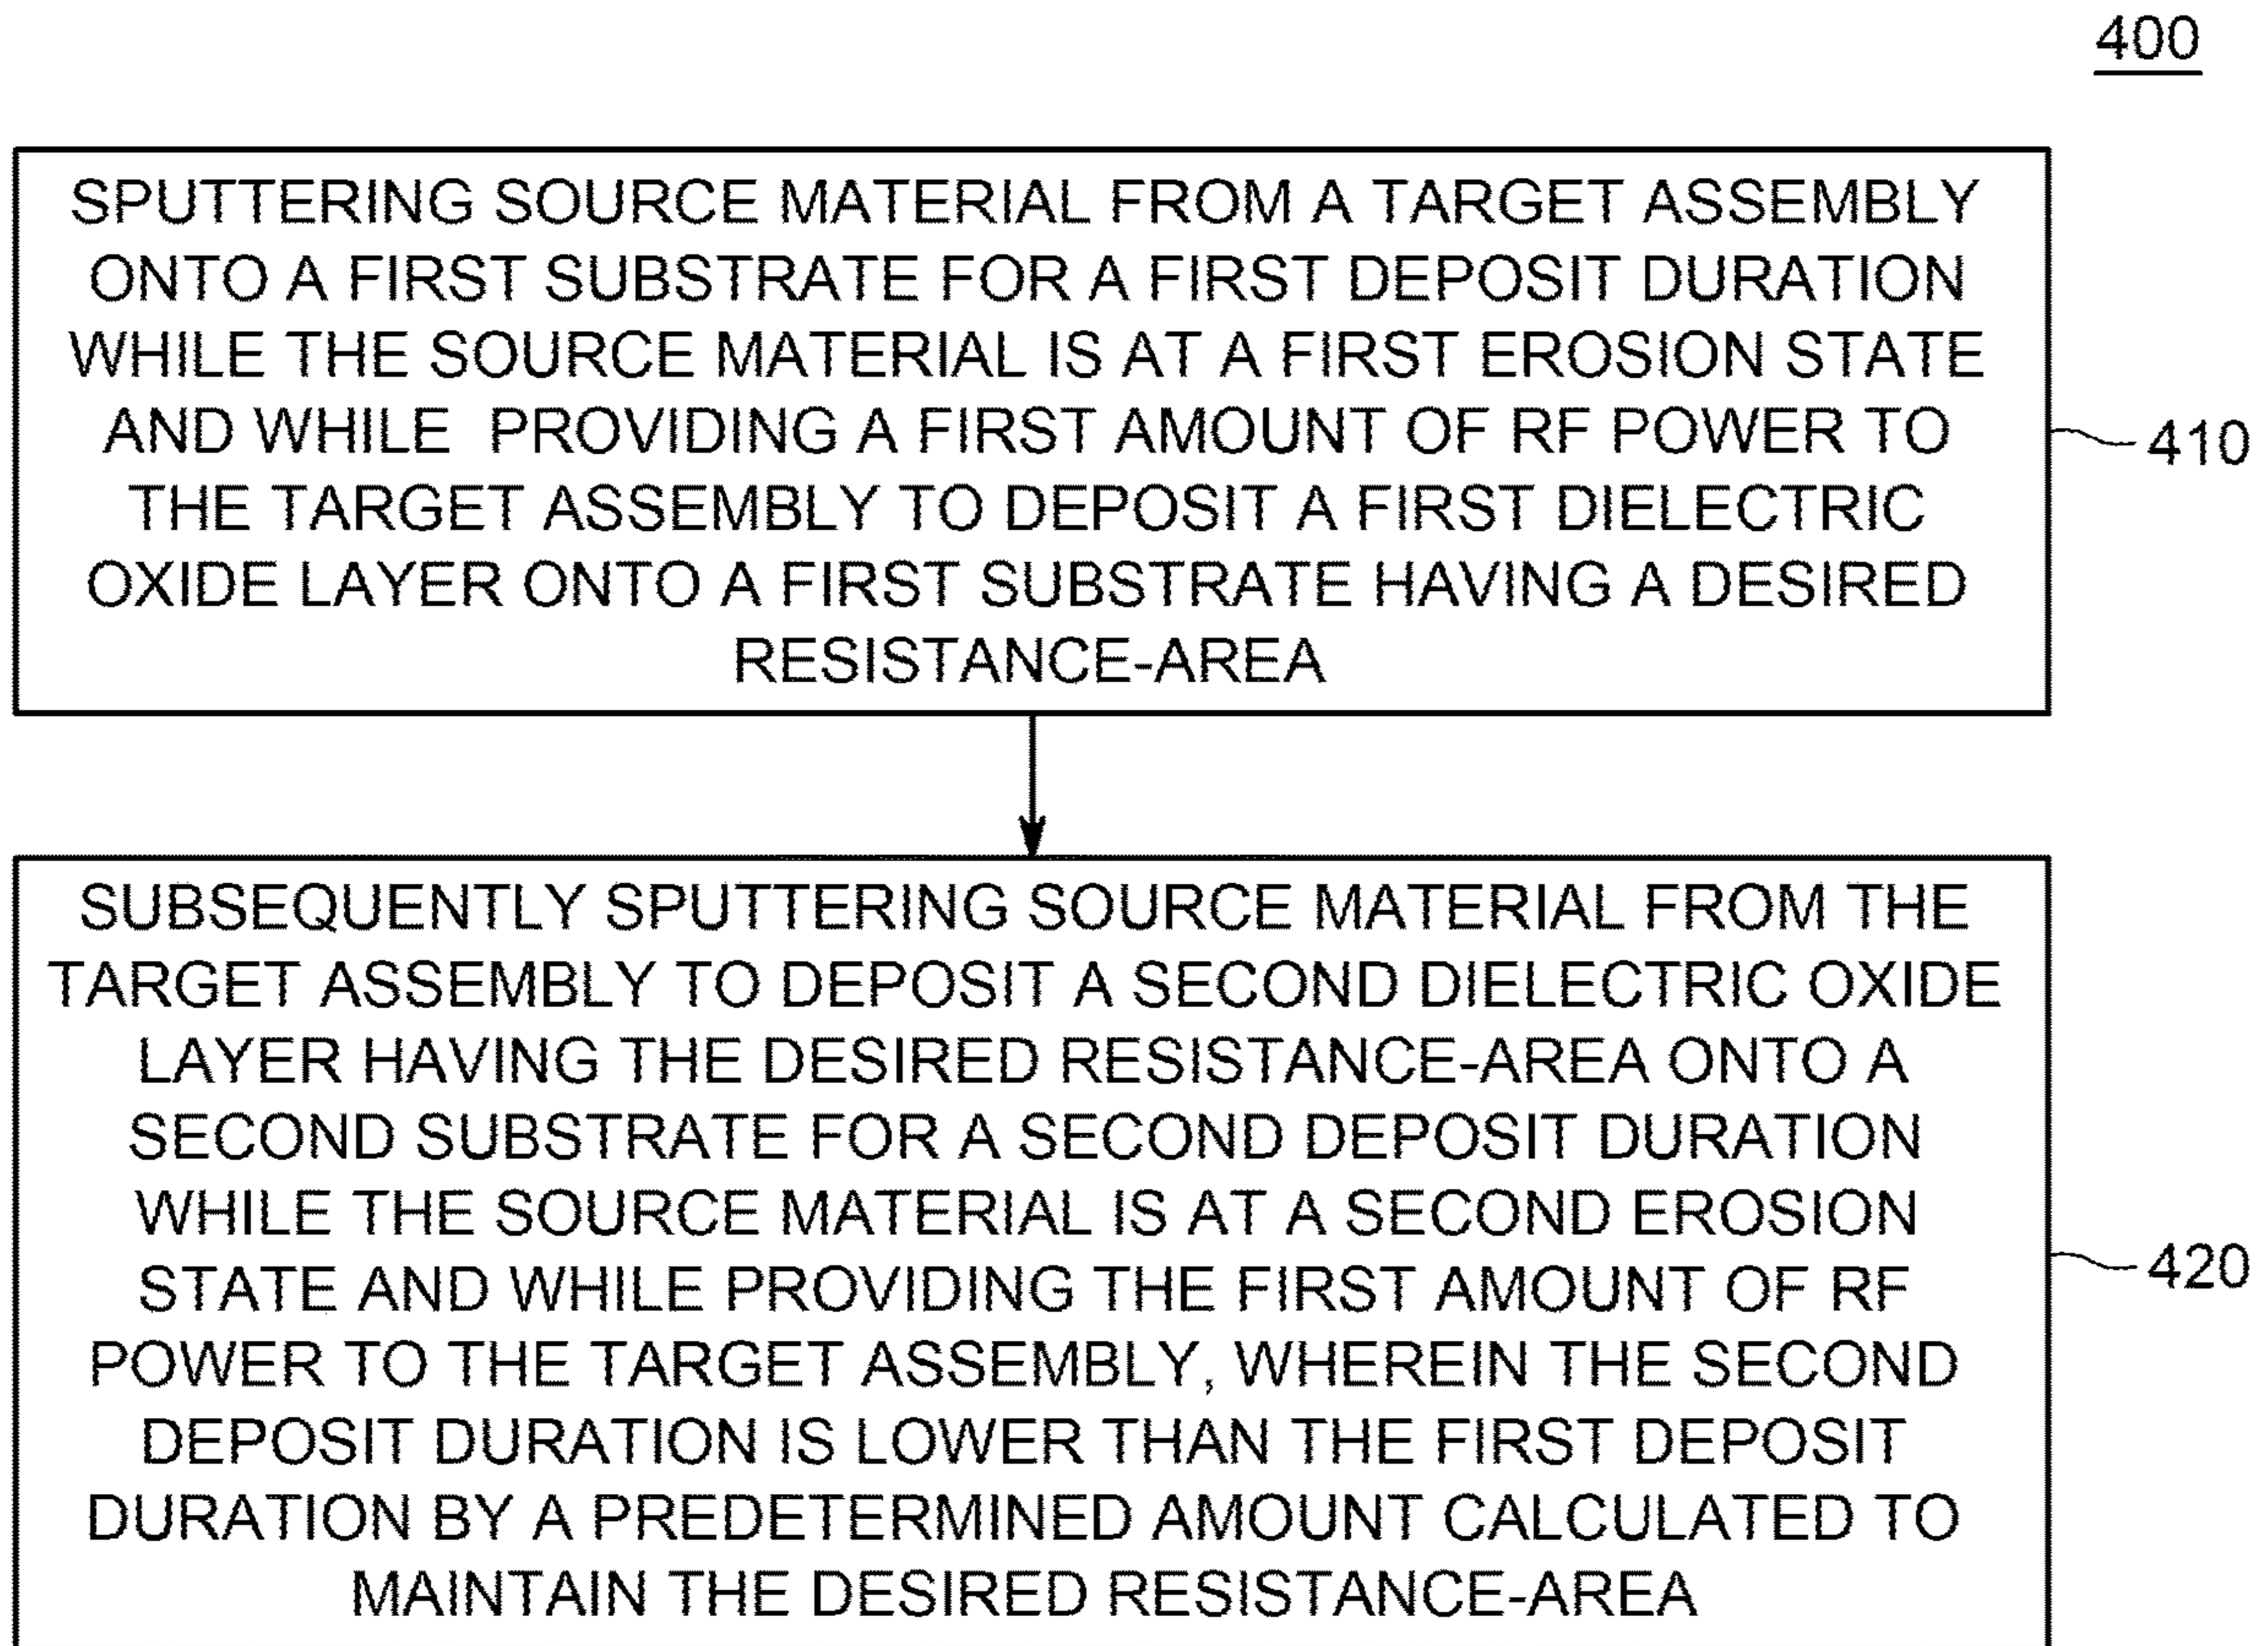 400
SPUTTERING SOURCE MATERIAL FROM A TARGET ASSEMBLY
ONTO A FIRST SUBSTRATE FOR A FIRST DEPOSIT DURATION
WHILE THE SOURCE MATERIAL IS AT A FIRST EROSION STATE
AND WHILE PROVIDING A FIRST AMOUNT OF RF POWER TO
THE TARGET ASSEMBLY TO DEPOSIT A FIRST DIELECTRIC
OXIDE LAYER ONTO A FIRST SUBSTRATE HAVING A DESIRED
RESISTANCE-AREA
410
SUBSEQUENTLY SPUTTERING SOURCE MATERIAL FROM THE
TARGET ASSEMBLY TO DEPOSIT A SECOND DIELECTRIC OXIDE
LAYER HAVING THE DESIRED RESISTANCE-AREA ONTO A
SECOND SUBSTRATE FOR A SECOND DEPOSIT DURATION
WHILE THE SOURCE MATERIAL IS AT A SECOND EROSION
STATE AND WHILE PROVIDING THE FIRST AMOUNT OF RF
POWER TO THE TARGET ASSEMBLY, WHEREIN THE SECOND
DEPOSIT DURATION IS LOWER THAN THE FIRST DEPOSIT
DURATION BY A PREDETERMINED AMOUNT CALCULATED TO
MAINTAIN THE DESIRED RESISTANCE-AREA
420